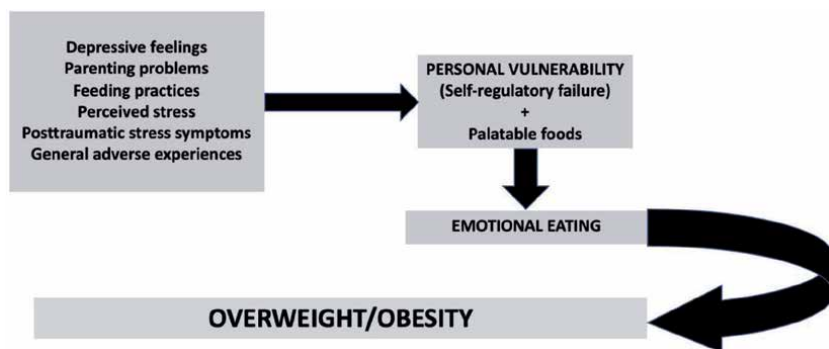 Depressive feelings
Parenting problems
Feeding practices
Perceived stress
Posttraumatic stress symptoms
General adverse experiences
PERSONAL VULNERABILITY
(Self-regulatory failure)
+
Palatable foods
EMOTIONAL EATING
OVERWEIGHT/OBESITY